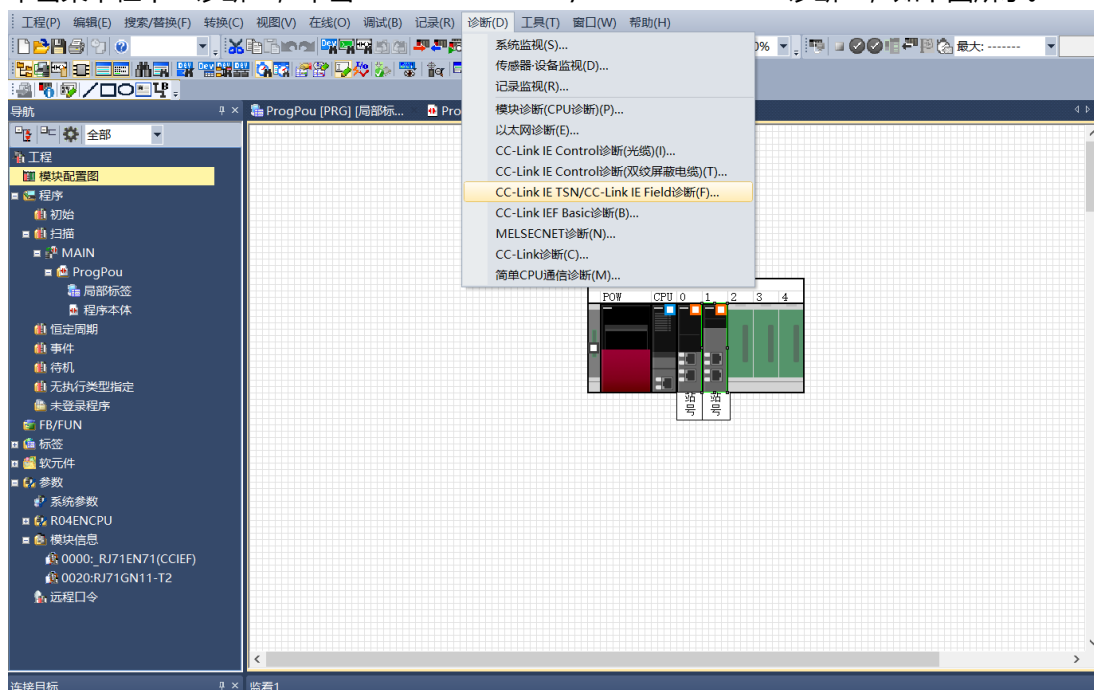 工程(P) 编辑(E) 搜索/替换(F) 转换(C) 视图(V) 在线(O) 调试(B) 记录(R) 诊断(D) 工具(T) 窗口(W) 帮助(H)
最大: -------
系统监视(S)...
传感器·设备监视(D)...
记录监视(R)...
模块诊断(CPU诊断)(P)...
以太网诊断(E)...
CC-Link IE Control诊断(光缆)(I)...
CC-Link IE Control诊断(双绞屏蔽电缆)(T)...
CC-Link IE TSN/CC-Link IE Field诊断(F)...
CC-Link IEF Basic诊断(B)...
MELSECNET诊断(N)...
CC-Link诊断(C)...
简单CPU通信诊断(M)...
导航
ProgPou [PRG] [局部标...
全部
工程
模块配置图
程序
初始
扫描
MAIN
ProgPou
局部标签
程序本体
恒定周期
事件
待机
无执行类型指定
未登录程序
FB/FUN
标签
软元件
参数
系统参数
R04ENCPU
模块信息
0000:_RJ71EN71(CCIEF)
0020:RJ71GN11-T2
远程口令
POW CPU 0 1 2 3 4
站号 站号
连接目标
监看1